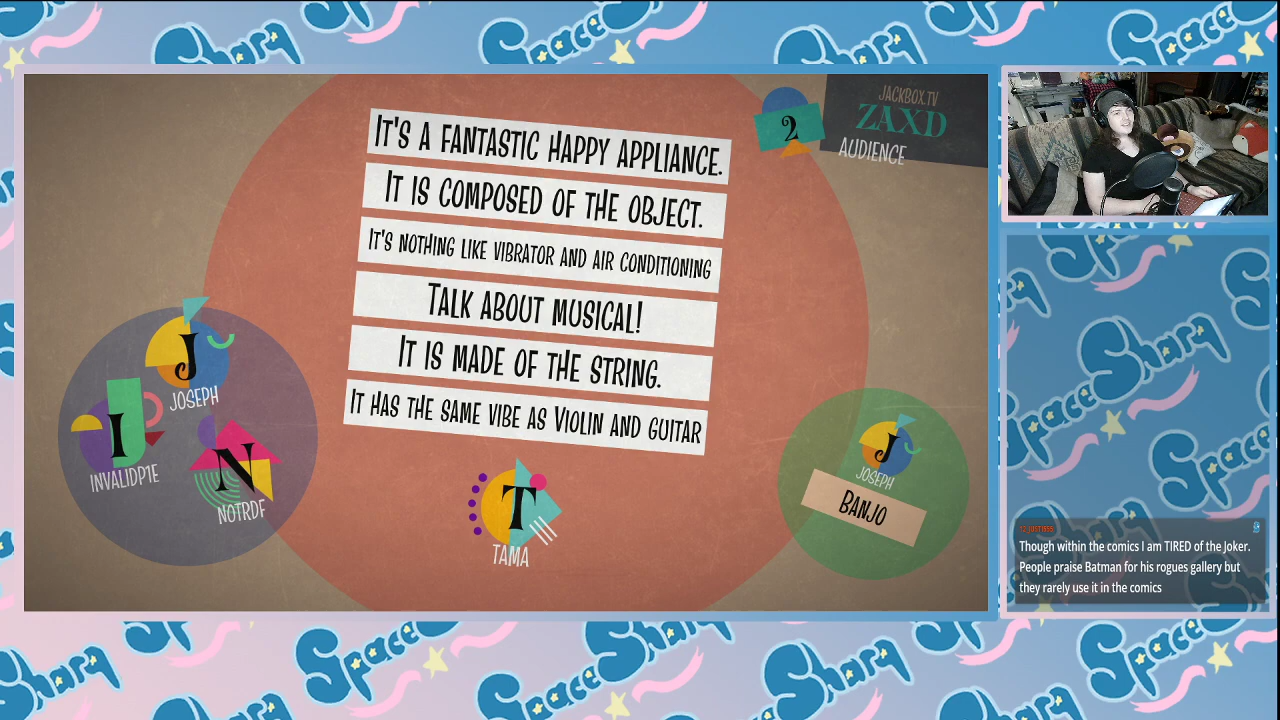 Space Sharq
JACKBOX.TV
ZAXD
2
AUDIENCE
IT'S A FANTASTIC HAPPY APPLIANCE.
IT IS COMPOSED OF THE OBJECT.
IT'S NOTHING LIKE VIBRATOR AND AIR CONDITIONING
TALK ABOUT MUSICAL!
IT IS MADE OF THE STRING.
IT HAS THE SAME VIBE AS VIOLIN AND GUITAR
J
JOSEPH
I
INVALIDP1E
N
NOTRDF
T
TAMA
J
JOSEPH
BANJO
Though within the comics I am TIRED of the Joker.
People praise Batman for his rogues gallery but
they rarely use it in the comics